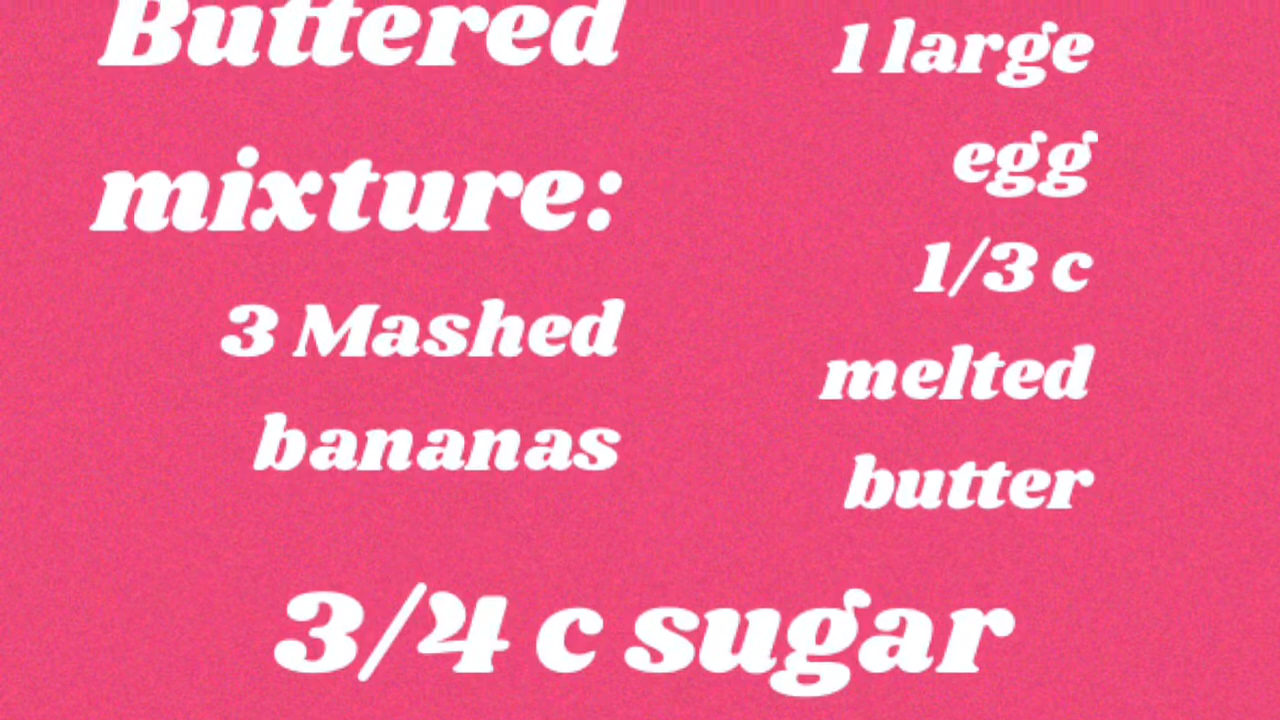 Buttered
mixture:
3 Mashed
bananas
1 large
egg
1/3 c
melted
butter
3/4 c sugar